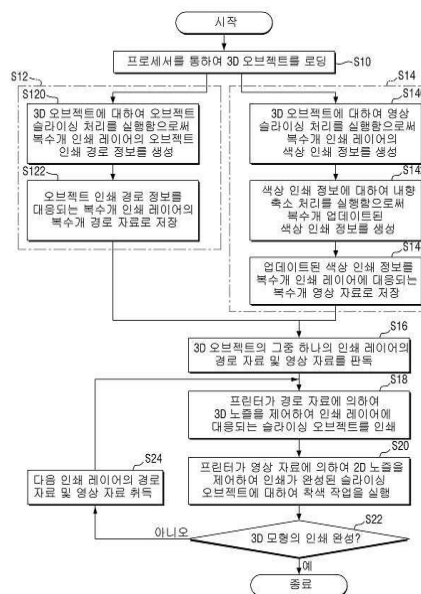 시작
프로세서를 통하여 3D 오브젝트를 로딩
S10
S12
S14
S120
3D 오브젝트에 대하여 오브젝트
슬라이싱 처리를 실행함으로써
복수개 인쇄 레이어의 오브젝트
인쇄 경로 정보를 생성
S122
오브젝트 인쇄 경로 정보를
대응되는 복수개 인쇄 레이어의
복수개 경로 자료로 저장
S140
3D 오브젝트에 대하여 영상
슬라이싱 처리를 실행함으로써
복수개 인쇄 레이어의
색상 인쇄 정보를 생성
색상 인쇄 정보에 대하여 내향
축소 처리를 실행함으로써
복수개 업데이트된
색상 인쇄 정보를 생성
업데이트된 색상 인쇄 정보를
복수개 인쇄 레이어에 대응되는
복수개 영상 자료로 저장
S16
3D 오브젝트의 그중 하나의 인쇄 레이어의
경로 자료 및 영상 자료를 판독
S18
프린터가 경로 자료에 의하여
3D 노즐을 제어하여 인쇄 레이어에
대응되는 슬라이싱 오브젝트를 인쇄
S20
프린터가 영상 자료에 의하여 2D 노즐을
제어하여 인쇄가 완성된 슬라이싱
오브젝트에 대하여 착색 작업을 실행
S24
다음 인쇄 레이어의 경로
자료 및 영상 자료 취득
S22
3D 모형의 인쇄 완성?
아니오
예
종료